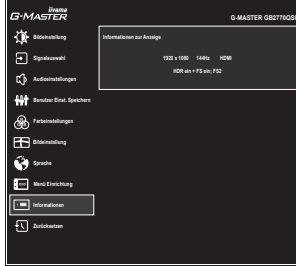 iiyama
G-MASTER
G-MASTER GB2770QSU
Bildeinstellung
Informationen zur Anzeige
Signalauswahl
1920 x 1080 144Hz HDMI
HDR ein + FS ein; FS2
Audioeinstellungen
Benutzer Einst. Speichern
Farbeinstellungen
Bildeinstellung
Sprache
Menü Einrichtung
Informationen
Zurücksetzen